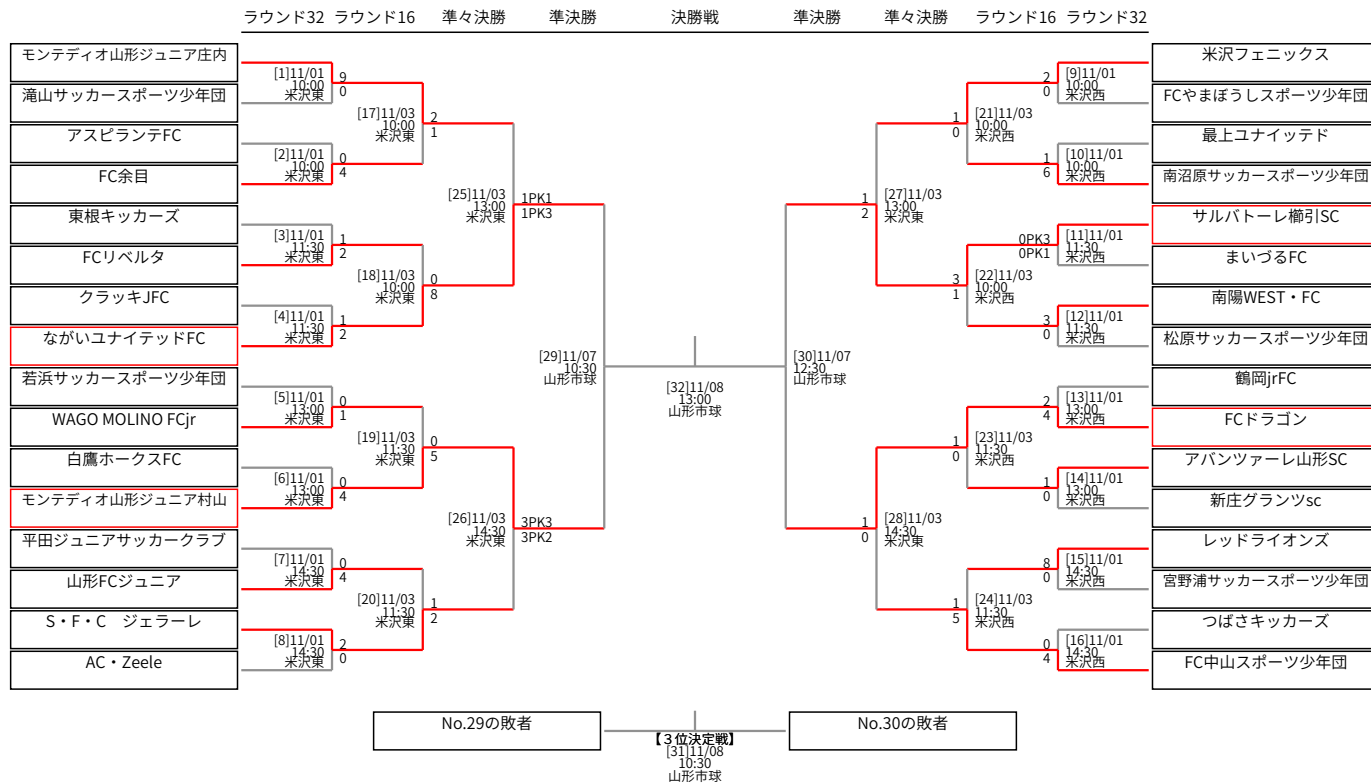 ラウンド32 ラウンド16 準々決勝 準決勝 決勝戦 準決勝 準々決勝 ラウンド16 ラウンド32
モンテディオ山形ジュニア庄内
滝山サッカースポーツ少年団
アスピランテFC
FC余目
東根キッカーズ
FCリベルタ
クラッキJFC
ながいユナイテッドFC
若浜サッカースポーツ少年団
WAGO MOLINO FCjr
白鷹ホークスFC
モンテディオ山形ジュニア村山
平田ジュニアサッカークラブ
山形FCジュニア
S・F・C　ジェラーレ
AC・Zeele
[1]11/01
10:00
米沢東
9
0
[2]11/01
10:00
米沢東
0
4
[3]11/01
11:30
米沢東
1
2
[4]11/01
11:30
米沢東
1
2
[5]11/01
13:00
米沢東
0
1
[6]11/01
13:00
米沢東
0
4
[7]11/01
14:30
米沢東
0
4
[8]11/01
14:30
米沢東
2
0
[17]11/03
10:00
米沢東
2
1
[18]11/03
10:00
米沢東
0
8
[19]11/03
11:30
米沢東
0
5
[20]11/03
11:30
米沢東
1
2
[25]11/03
13:00
米沢東
1PK1
1PK3
[26]11/03
14:30
米沢東
3PK3
3PK2
[29]11/07
10:30
山形市球
[32]11/08
13:00
山形市球
[30]11/07
12:30
山形市球
1
2
[27]11/03
13:00
米沢東
1
0
[28]11/03
14:30
米沢東
1
0
[21]11/03
10:00
米沢西
3
1
[22]11/03
10:00
米沢西
1
0
[23]11/03
11:30
米沢西
1
5
[24]11/03
11:30
米沢西
2
0
[9]11/01
10:00
米沢西
1
6
[10]11/01
10:00
米沢西
0PK3
0PK1
[11]11/01
11:30
米沢西
3
0
[12]11/01
11:30
米沢西
2
4
[13]11/01
13:00
米沢西
1
0
[14]11/01
13:00
米沢西
8
0
[15]11/01
14:30
米沢西
0
4
[16]11/01
14:30
米沢西
米沢フェニックス
FCやまぼうしスポーツ少年団
最上ユナイッテド
南沼原サッカースポーツ少年団
サルバトーレ櫛引SC
まいづるFC
南陽WEST・FC
松原サッカースポーツ少年団
鶴岡jrFC
FCドラゴン
アバンツァーレ山形SC
新庄グランツsc
レッドライオンズ
宮野浦サッカースポーツ少年団
つばさキッカーズ
FC中山スポーツ少年団
No.29の敗者
No.30の敗者
【３位決定戦】
[31]11/08
10:30
山形市球